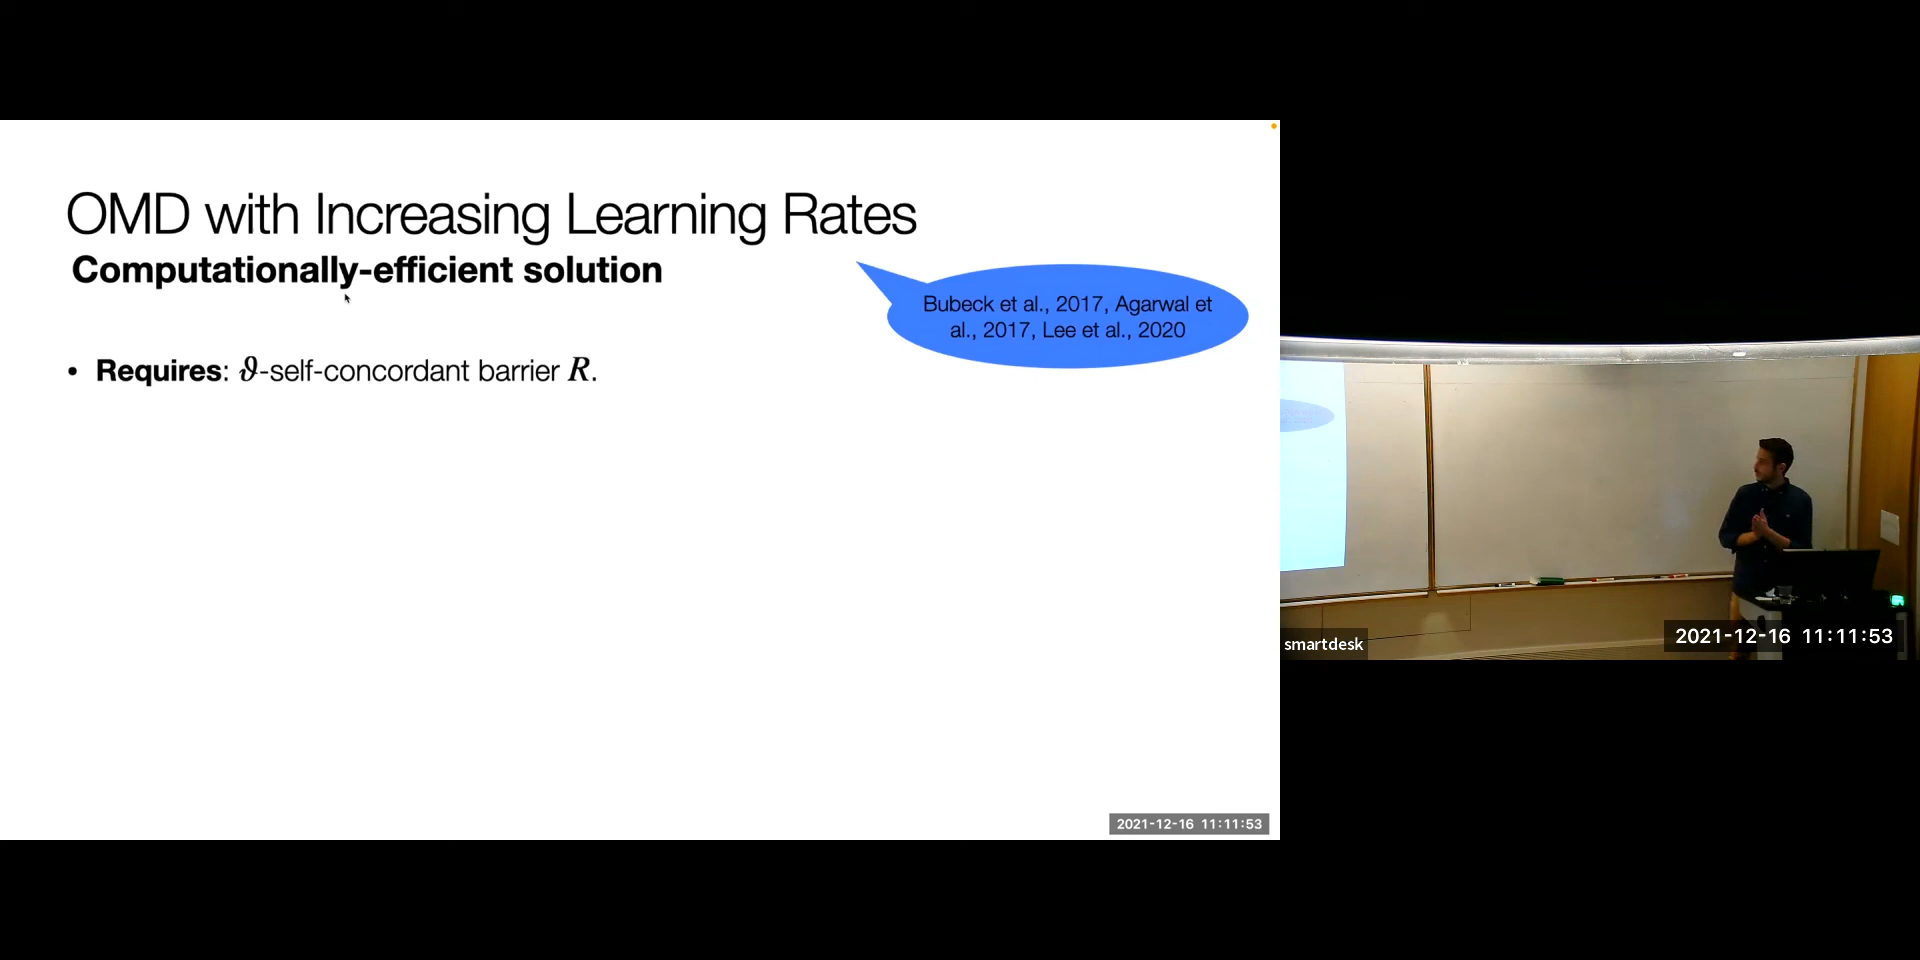 OMD with Increasing Learning Rates
Computationally-efficient solution
Bubeck et al., 2017, Agarwal et
al., 2017, Lee et al., 2020
• Requires: ϑ-self-concordant barrier R.
2021-12-16 11:11:53
smartdesk
2021-12-16 11:11:53